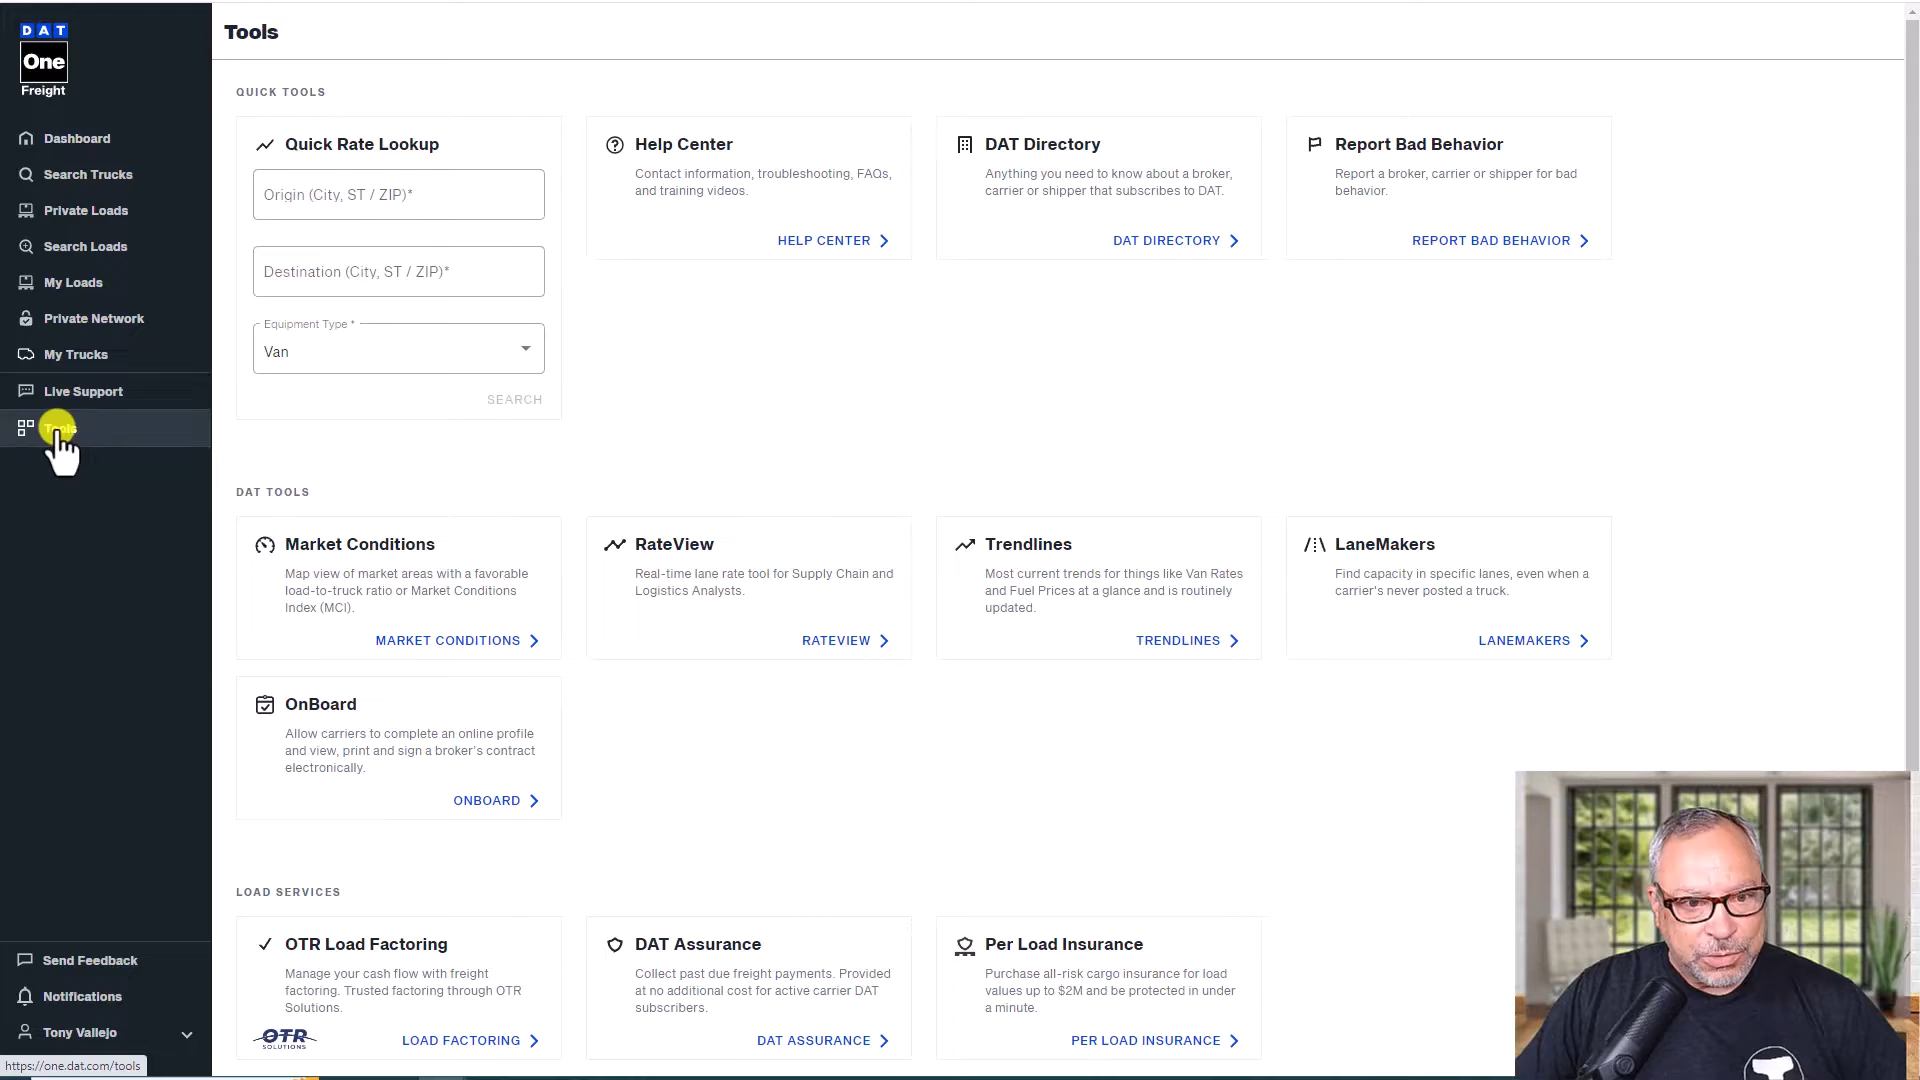 DAT
One
Freight
Dashboard
Search Trucks
Private Loads
Search Loads
My Loads
Private Network
My Trucks
Live Support
Tools
Send Feedback
Notifications
Tony Vallejo
https://one.dat.com/tools
Tools
QUICK TOOLS
Quick Rate Lookup
Origin (City, ST / ZIP)*
Destination (City, ST / ZIP)*
Equipment Type *
Van
SEARCH
Help Center
Contact information, troubleshooting, FAQs,
and training videos.
HELP CENTER
DAT Directory
Anything you need to know about a broker,
carrier or shipper that subscribes to DAT.
DAT DIRECTORY
Report Bad Behavior
Report a broker, carrier or shipper for bad
behavior.
REPORT BAD BEHAVIOR
DAT TOOLS
Market Conditions
Map view of market areas with a favorable
load-to-truck ratio or Market Conditions
Index (MCI).
MARKET CONDITIONS
RateView
Real-time lane rate tool for Supply Chain and
Logistics Analysts.
RATEVIEW
Trendlines
Most current trends for things like Van Rates
and Fuel Prices at a glance and is routinely
updated.
TRENDLINES
LaneMakers
Find capacity in specific lanes, even when a
carrier's never posted a truck.
LANEMAKERS
OnBoard
Allow carriers to complete an online profile
and view, print and sign a broker's contract
electronically.
ONBOARD
LOAD SERVICES
OTR Load Factoring
Manage your cash flow with freight
factoring. Trusted factoring through OTR
Solutions.
OTR
SOLUTIONS
LOAD FACTORING
DAT Assurance
Collect past due freight payments. Provided
at no additional cost for active carrier DAT
subscribers.
DAT ASSURANCE
Per Load Insurance
Purchase all-risk cargo insurance for load
values up to $2M and be protected in under
a minute.
PER LOAD INSURANCE